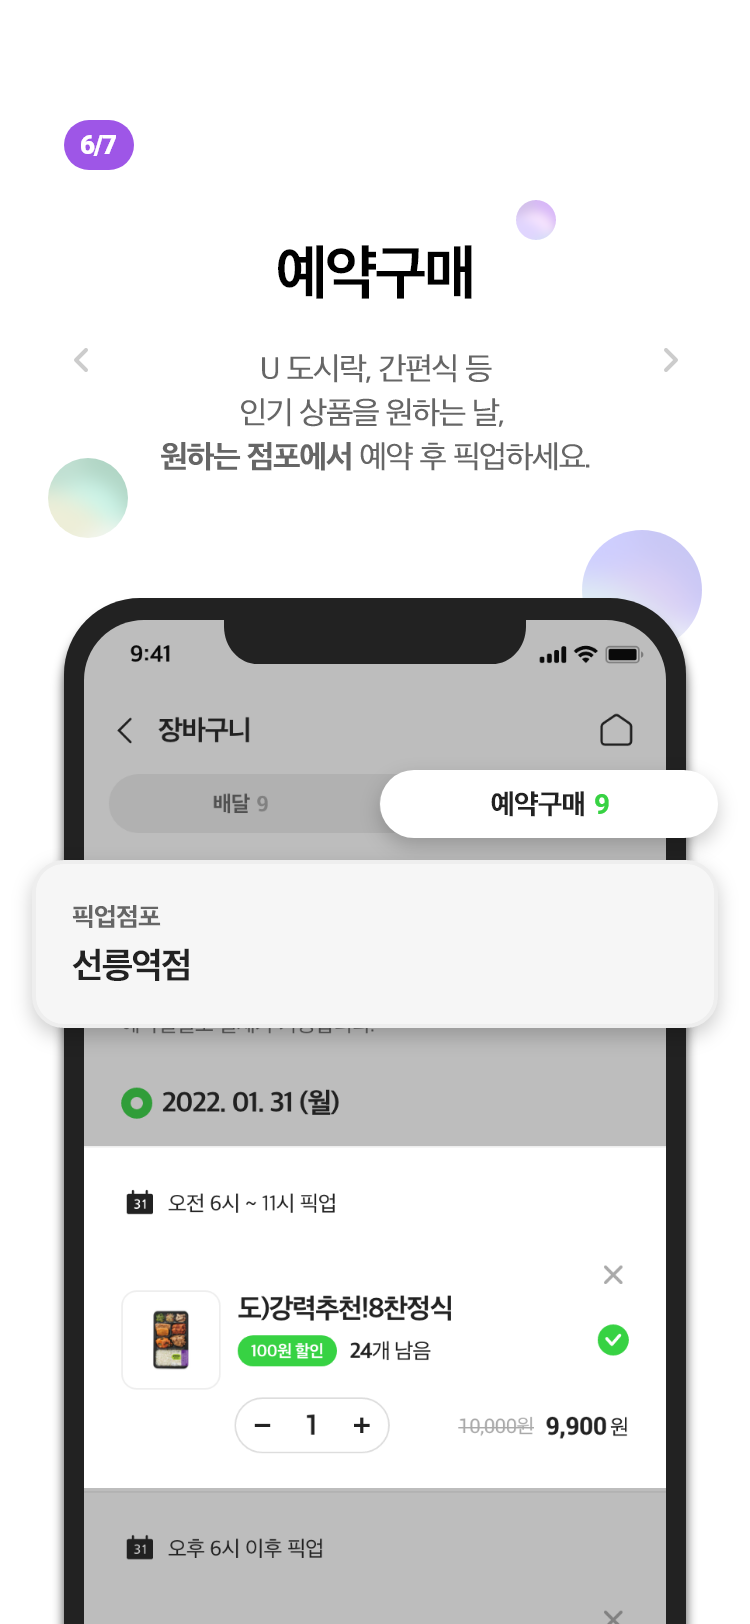 6/7
예약구매
U 도시락, 간편식 등
인기 상품을 원하는 날,
원하는 점포에서 예약 후 픽업하세요.
9:41
장바구니
배달 9
예약구매 9
픽업점포
선릉역점
2022. 01. 31 (월)
31 오전 6시 ~ 11시 픽업
도)강력추천!8찬정식
100원 할인 24개 남음
1
10,000원 9,900원
31 오후 6시 이후 픽업